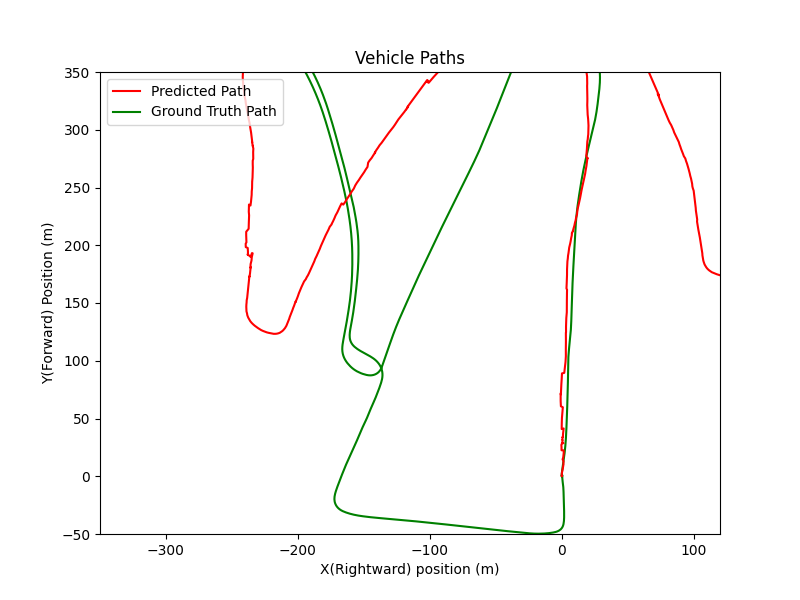 Vehicle Paths
Predicted Path
Ground Truth Path
350
300
250
200
150
100
50
0
−50
Y(Forward) Position (m)
−300
−200
−100
0
100
X(Rightward) position (m)